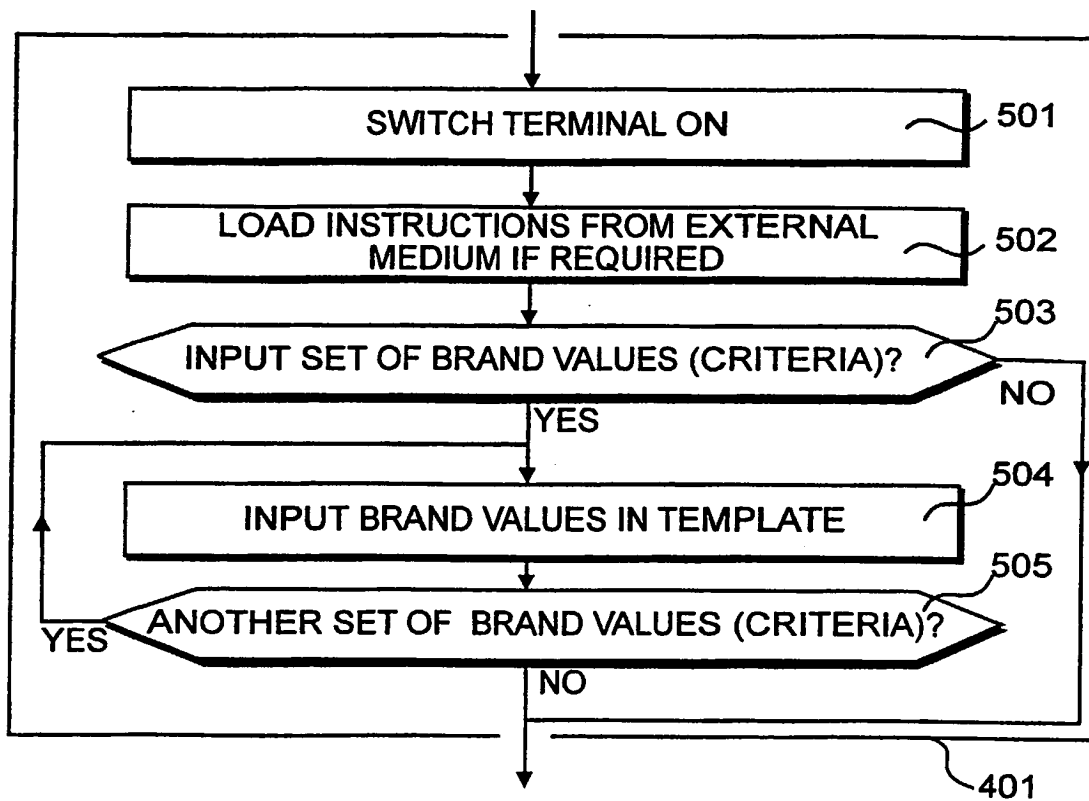 SWITCH TERMINAL ON
501
LOAD INSTRUCTIONS FROM EXTERNAL
MEDIUM IF REQUIRED
502
503
INPUT SET OF BRAND VALUES (CRITERIA)?
NO
YES
504
INPUT BRAND VALUES IN TEMPLATE
505
ANOTHER SET OF BRAND VALUES (CRITERIA)?
YES
NO
401